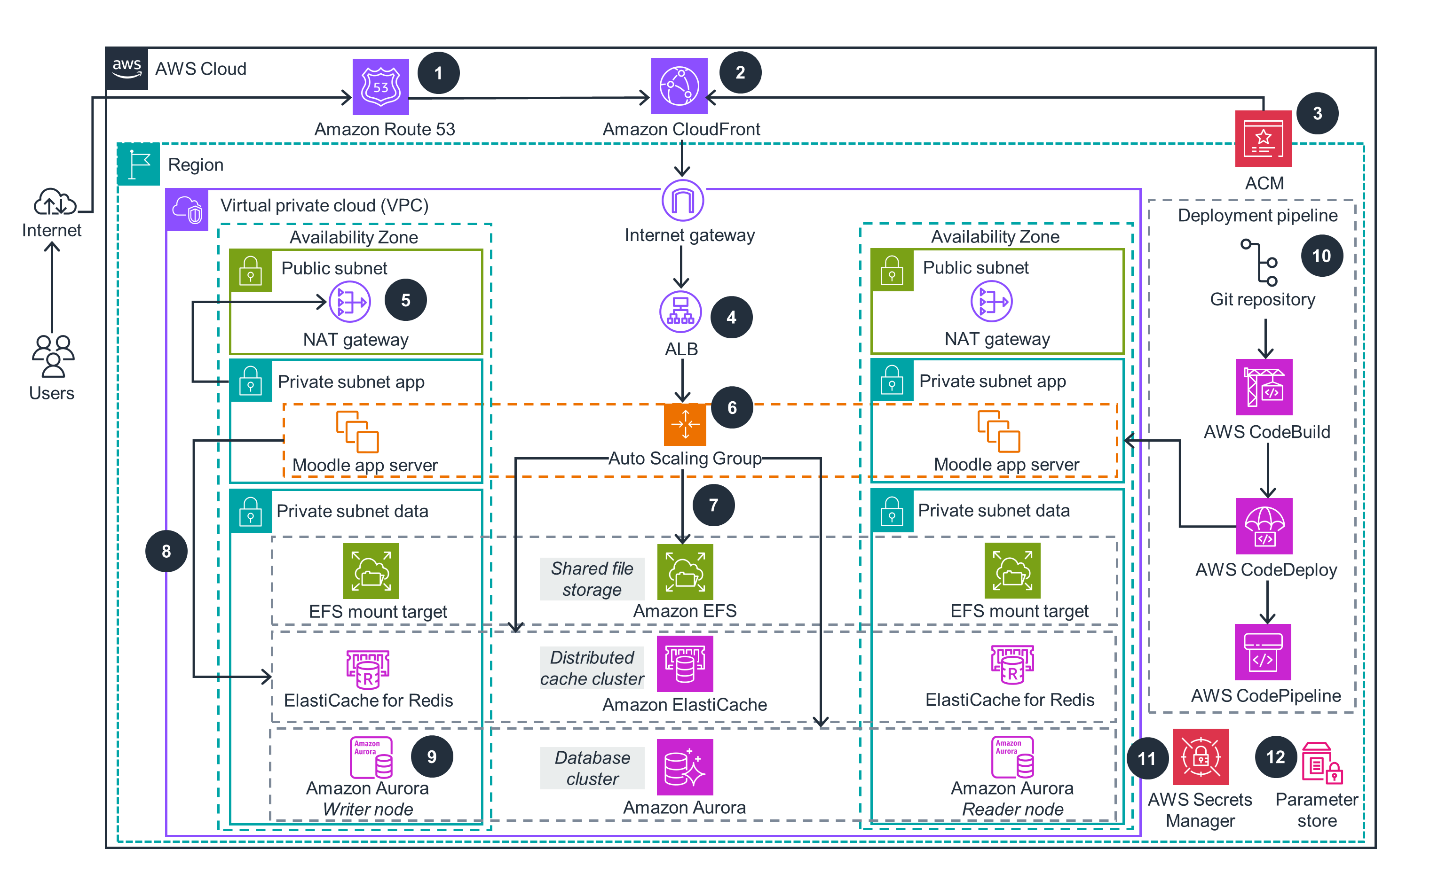 aws
AWS Cloud
53
1
Amazon Route 53
2
Amazon CloudFront
3
ACM
Region
Internet
Users
Virtual private cloud (VPC)
Internet gateway
4
ALB
6
Auto Scaling Group
7
Availability Zone
Public subnet
5
NAT gateway
Private subnet app
Moodle app server
8
Private subnet data
EFS mount target
R
ElastiCache for Redis
Amazon
Aurora
9
Amazon Aurora
Writer node
Shared file
storage
Amazon EFS
Distributed
cache cluster
Amazon ElastiCache
Database
cluster
Amazon Aurora
Availability Zone
Public subnet
NAT gateway
Private subnet app
Moodle app server
Private subnet data
EFS mount target
R
ElastiCache for Redis
Amazon
Aurora
Amazon Aurora
Reader node
Deployment pipeline
10
Git repository
AWS CodeBuild
AWS CodeDeploy
AWS CodePipeline
11
AWS Secrets
Manager
12
Parameter
store